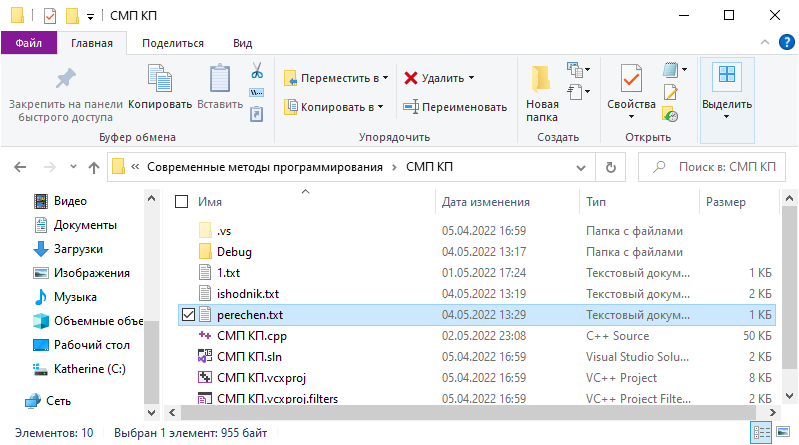 СМП КП
Файл Главная Поделиться Вид
Закрепить на панели быстрого доступа
Копировать
Вставить
Переместить в
Копировать в
Удалить
Переименовать
Новая папка
Свойства
Выделить
Буфер обмена Упорядочить Создать Открыть
« Современные методы программирования > СМП КП
Поиск в: СМП КП
Видео
Документы
Загрузки
Изображения
Музыка
Объемные объе
Рабочий стол
Katherine (C:)
Сеть
Имя Дата изменения Тип Размер
.vs 05.04.2022 16:59 Папка с файлами
Debug 04.05.2022 13:17 Папка с файлами
1.txt 01.05.2022 17:24 Текстовый докум... 1 КБ
ishodnik.txt 04.05.2022 13:19 Текстовый докум... 2 КБ
perechen.txt 04.05.2022 13:29 Текстовый докум... 1 КБ
СМП КП.cpp 02.05.2022 23:08 C++ Source 50 КБ
СМП КП.sln 05.04.2022 16:59 Visual Studio Solu... 2 КБ
СМП КП.vcxproj 05.04.2022 16:59 VC++ Project 8 КБ
СМП КП.vcxproj.filters 05.04.2022 16:59 VC++ Project Filte... 2 КБ
Элементов: 10 Выбран 1 элемент: 955 байт